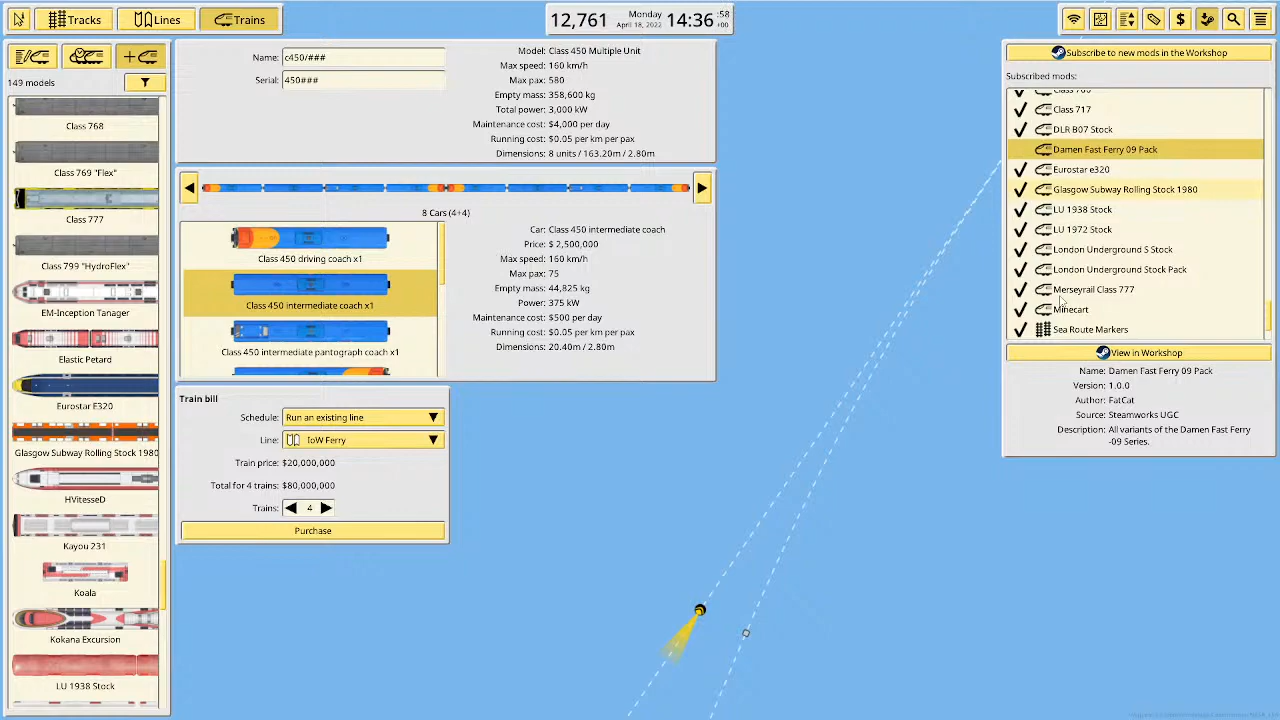 Tracks
Lines
Trains
12,761
Monday
April 18, 2022
14:36
:58
+00
149 models
Class 768
Class 769 "Flex"
Class 777
Class 799 "HydroFlex"
EM-Inception Tanager
Elastic Petard
Eurostar E320
Glasgow Subway Rolling Stock 1980
HVitesseD
Kayou 231
Koala
Kokana Excursion
LU 1938 Stock
Name: c450/###
Serial: 450###
Model: Class 450 Multiple Unit
Max speed: 160 km/h
Max pax: 580
Empty mass: 358,600 kg
Total power: 3,000 kW
Maintenance cost: $4,000 per day
Running cost: $0.05 per km per pax
Dimensions: 8 units / 163.20m / 2.80m
8 Cars (4+4)
Class 450 driving coach x1
Class 450 intermediate coach x1
Class 450 intermediate pantograph coach x1
Car: Class 450 intermediate coach
Price: $ 2,500,000
Max speed: 160 km/h
Max pax: 75
Empty mass: 44,825 kg
Power: 375 kW
Maintenance cost: $500 per day
Running cost: $0.05 per km per pax
Dimensions: 20.40m / 2.80m
Train bill
Schedule: Run an existing line
Line: IoW Ferry
Train price: $20,000,000
Total for 4 trains: $80,000,000
Trains: 4
Purchase
Subscribe to new mods in the Workshop
Subscribed mods:
Class 717
DLR B07 Stock
Damen Fast Ferry 09 Pack
Eurostar e320
Glasgow Subway Rolling Stock 1980
LU 1938 Stock
LU 1972 Stock
London Underground S Stock
London Underground Stock Pack
Merseyrail Class 777
Minecart
Sea Route Markers
View in Workshop
Name: Damen Fast Ferry 09 Pack
Version: 1.0.0
Author: FatCat
Source: Steamworks UGC
Description: All variants of the Damen Fast Ferry
-09 Series.